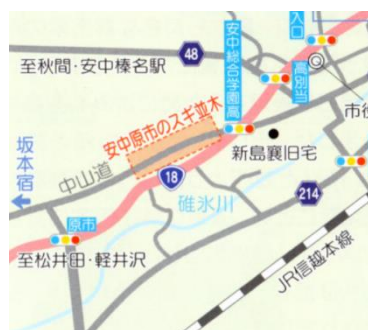 入口
48
至秋間・安中榛名駅
安中総合学園高
高別当
市役
安中原市のスギ並木
新島襄旧宅
坂本宿
中山道
18
碓氷川
214
原市
至松井田・軽井沢
JR信越本線